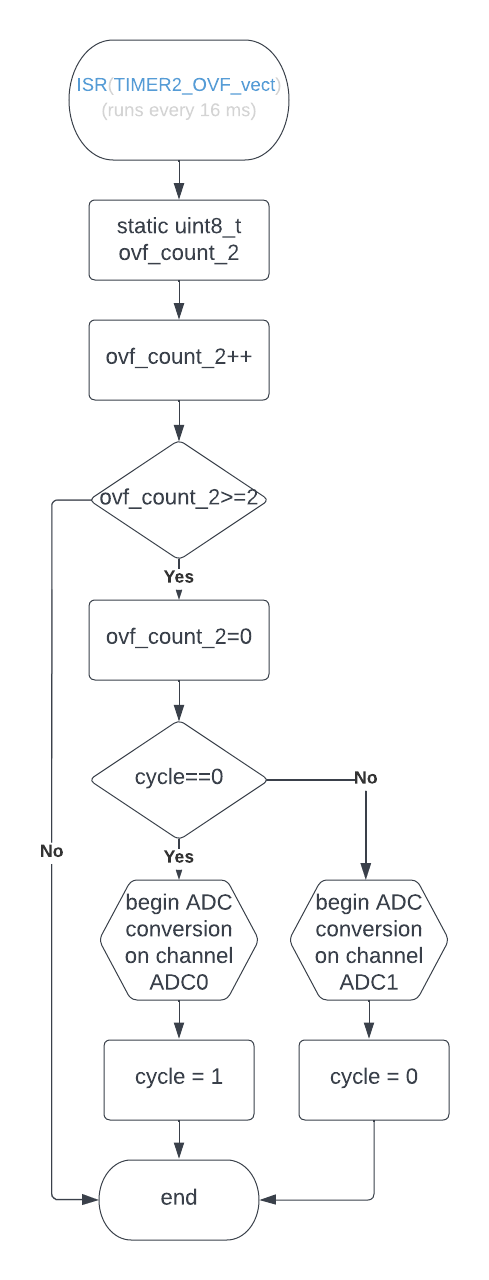 ISR(TIMER2_OVF_vect)
(runs every 16 ms)
static uint8_t
ovf_count_2
ovf_count_2++
ovf_count_2>=2
Yes
ovf_count_2=0
cycle==0
No
No
Yes
begin ADC
conversion
on channel
ADC0
begin ADC
conversion
on channel
ADC1
cycle = 1
cycle = 0
end